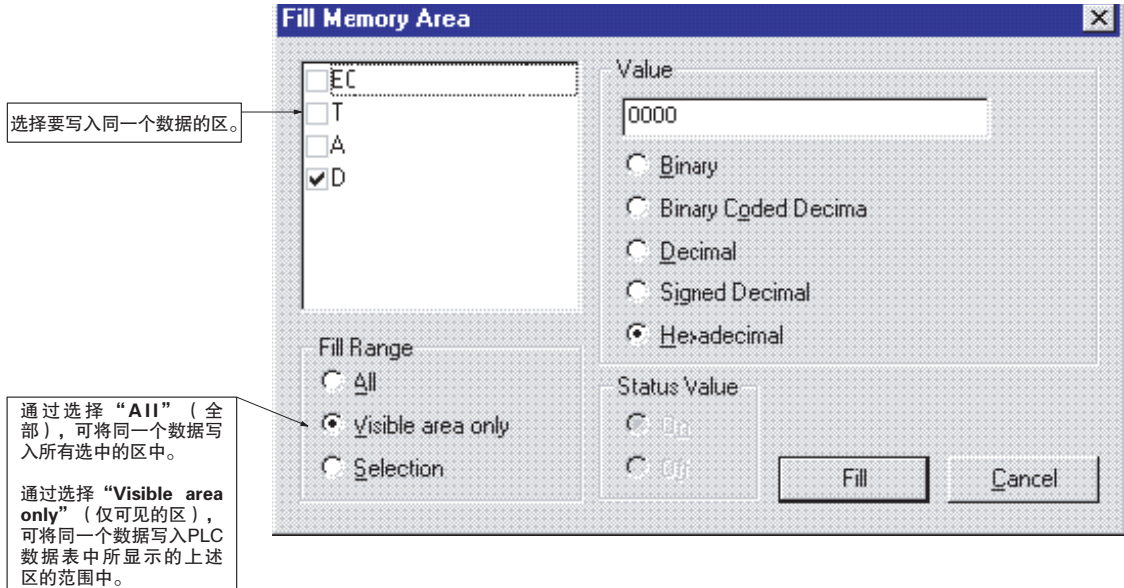 Fill Memory Area
EC
T
A
D
选择要写入同一个数据的区。
Value
0000
Binary
Binary Coded Decima
Decimal
Signed Decimal
Hexadecimal
Fill Range
All
Visible area only
Selection
Status Value
On
Off
Fill
Cancel
通过选择“All”（全
部），可将同一个数据写
入所有选中的区中。
通过选择“Visible area
only”（仅可见的区），
可将同一个数据写入PLC
数据表中所显示的上述
区的范围中。